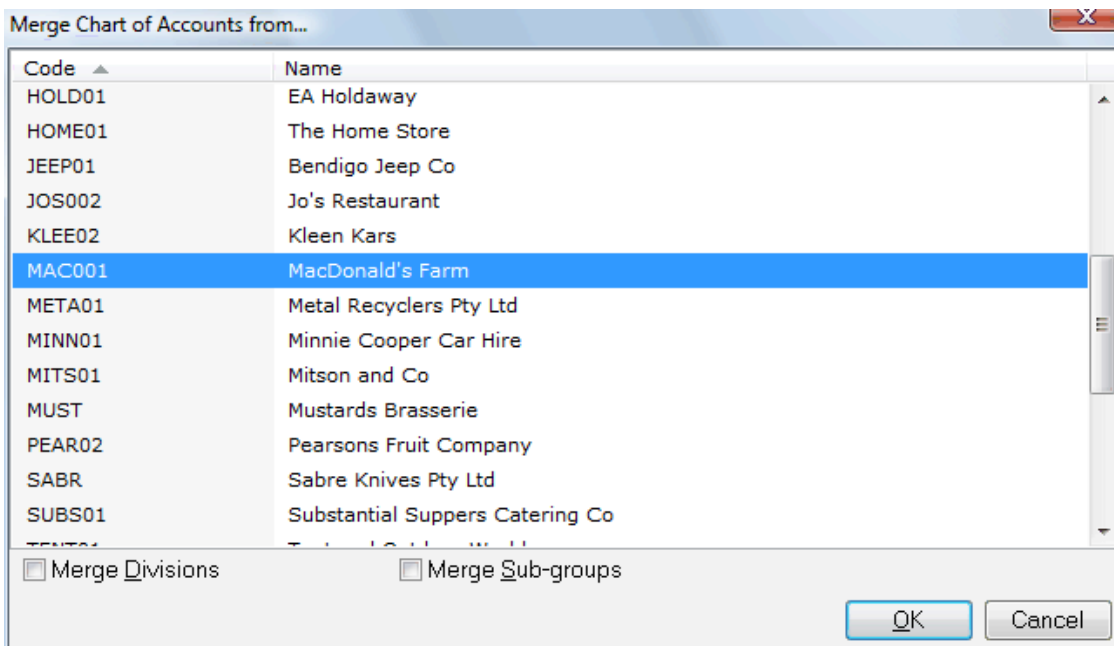 Merge Chart of Accounts from...
Code Name
HOLD01 EA Holdaway
HOME01 The Home Store
JEEP01 Bendigo Jeep Co
JOS002 Jo's Restaurant
KLEE02 Kleen Kars
MAC001 MacDonald's Farm
META01 Metal Recyclers Pty Ltd
MINN01 Minnie Cooper Car Hire
MITS01 Mitson and Co
MUST Mustards Brasserie
PEAR02 Pearsons Fruit Company
SABR Sabre Knives Pty Ltd
SUBS01 Substantial Suppers Catering Co
Merge Divisions Merge Sub-groups
OK Cancel